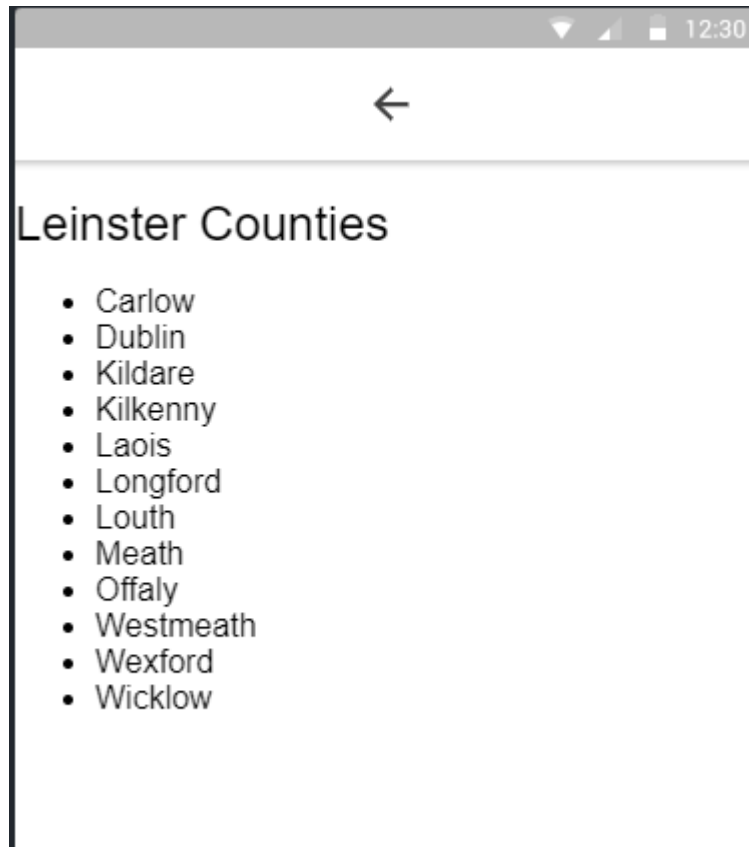 12:30
Leinster Counties
Carlow
Dublin
Kildare
Kilkenny
Laois
Longford
Louth
Meath
Offaly
Westmeath
Wexford
Wicklow